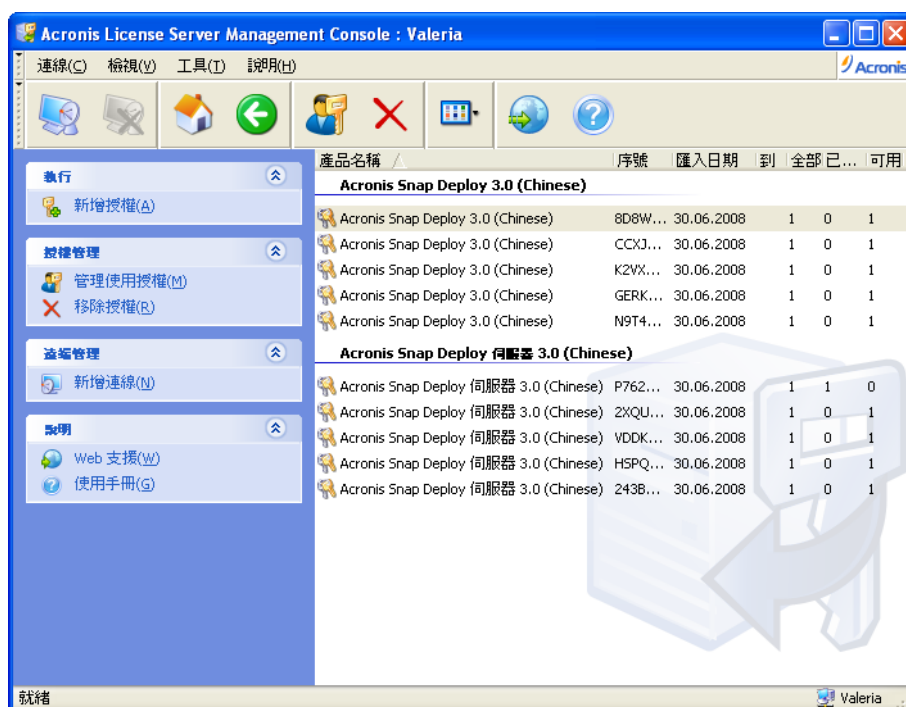 Acronis License Server Management Console : Valeria
連線(C) 檢視(V) 工具(T) 說明(H)
Acronis
產品名稱 序號 匯入日期 到 全部 已... 可用
執行
新增授權(A)
授權管理
管理使用授權(M)
移除授權(R)
遠端管理
新增連線(N)
說明
Web 支援(W)
使用手冊(G)
Acronis Snap Deploy 3.0 (Chinese)
Acronis Snap Deploy 3.0 (Chinese) 8D8W... 30.06.2008 1 0 1
Acronis Snap Deploy 3.0 (Chinese) CCXJ... 30.06.2008 1 0 1
Acronis Snap Deploy 3.0 (Chinese) K2VX... 30.06.2008 1 0 1
Acronis Snap Deploy 3.0 (Chinese) GERK... 30.06.2008 1 0 1
Acronis Snap Deploy 3.0 (Chinese) N9T4... 30.06.2008 1 0 1
Acronis Snap Deploy 伺服器 3.0 (Chinese)
Acronis Snap Deploy 伺服器 3.0 (Chinese) P762... 30.06.2008 1 1 0
Acronis Snap Deploy 伺服器 3.0 (Chinese) 2XQU... 30.06.2008 1 0 1
Acronis Snap Deploy 伺服器 3.0 (Chinese) VDDK... 30.06.2008 1 0 1
Acronis Snap Deploy 伺服器 3.0 (Chinese) HSPQ... 30.06.2008 1 0 1
Acronis Snap Deploy 伺服器 3.0 (Chinese) 243B... 30.06.2008 1 0 1
就緒
Valeria